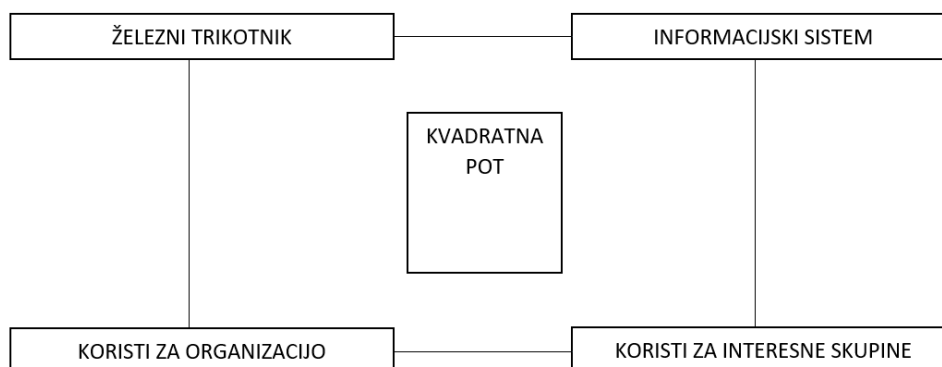 ŽELEZNI TRIKOTNIK
INFORMACIJSKI SISTEM
KVADRATNA
POT
KORISTI ZA ORGANIZACIJO
KORISTI ZA INTERESNE SKUPINE